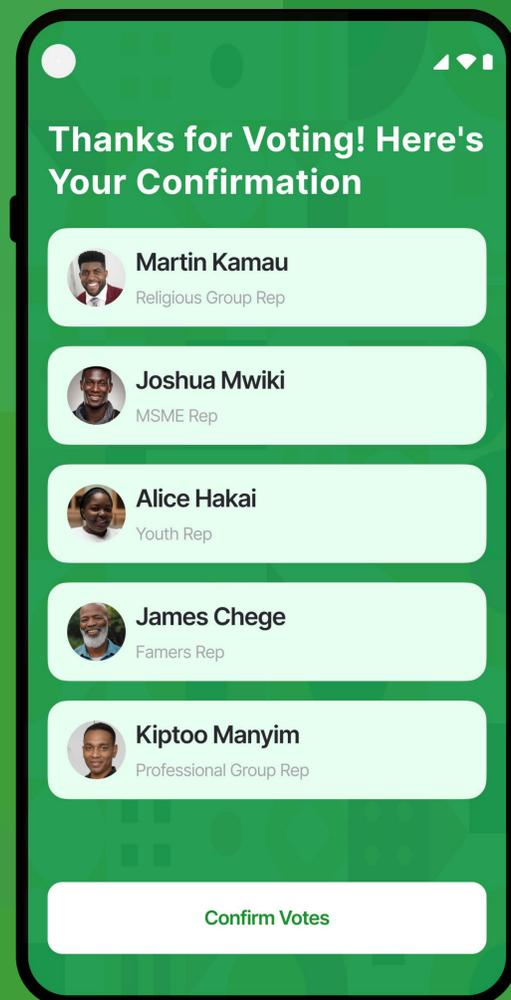 Thanks for Voting! Here's
Your Confirmation
Martin Kamau
Religious Group Rep
Joshua Mwiki
MSME Rep
Alice Hakai
Youth Rep
James Chege
Famers Rep
Kiptoo Manyim
Professional Group Rep
Confirm Votes